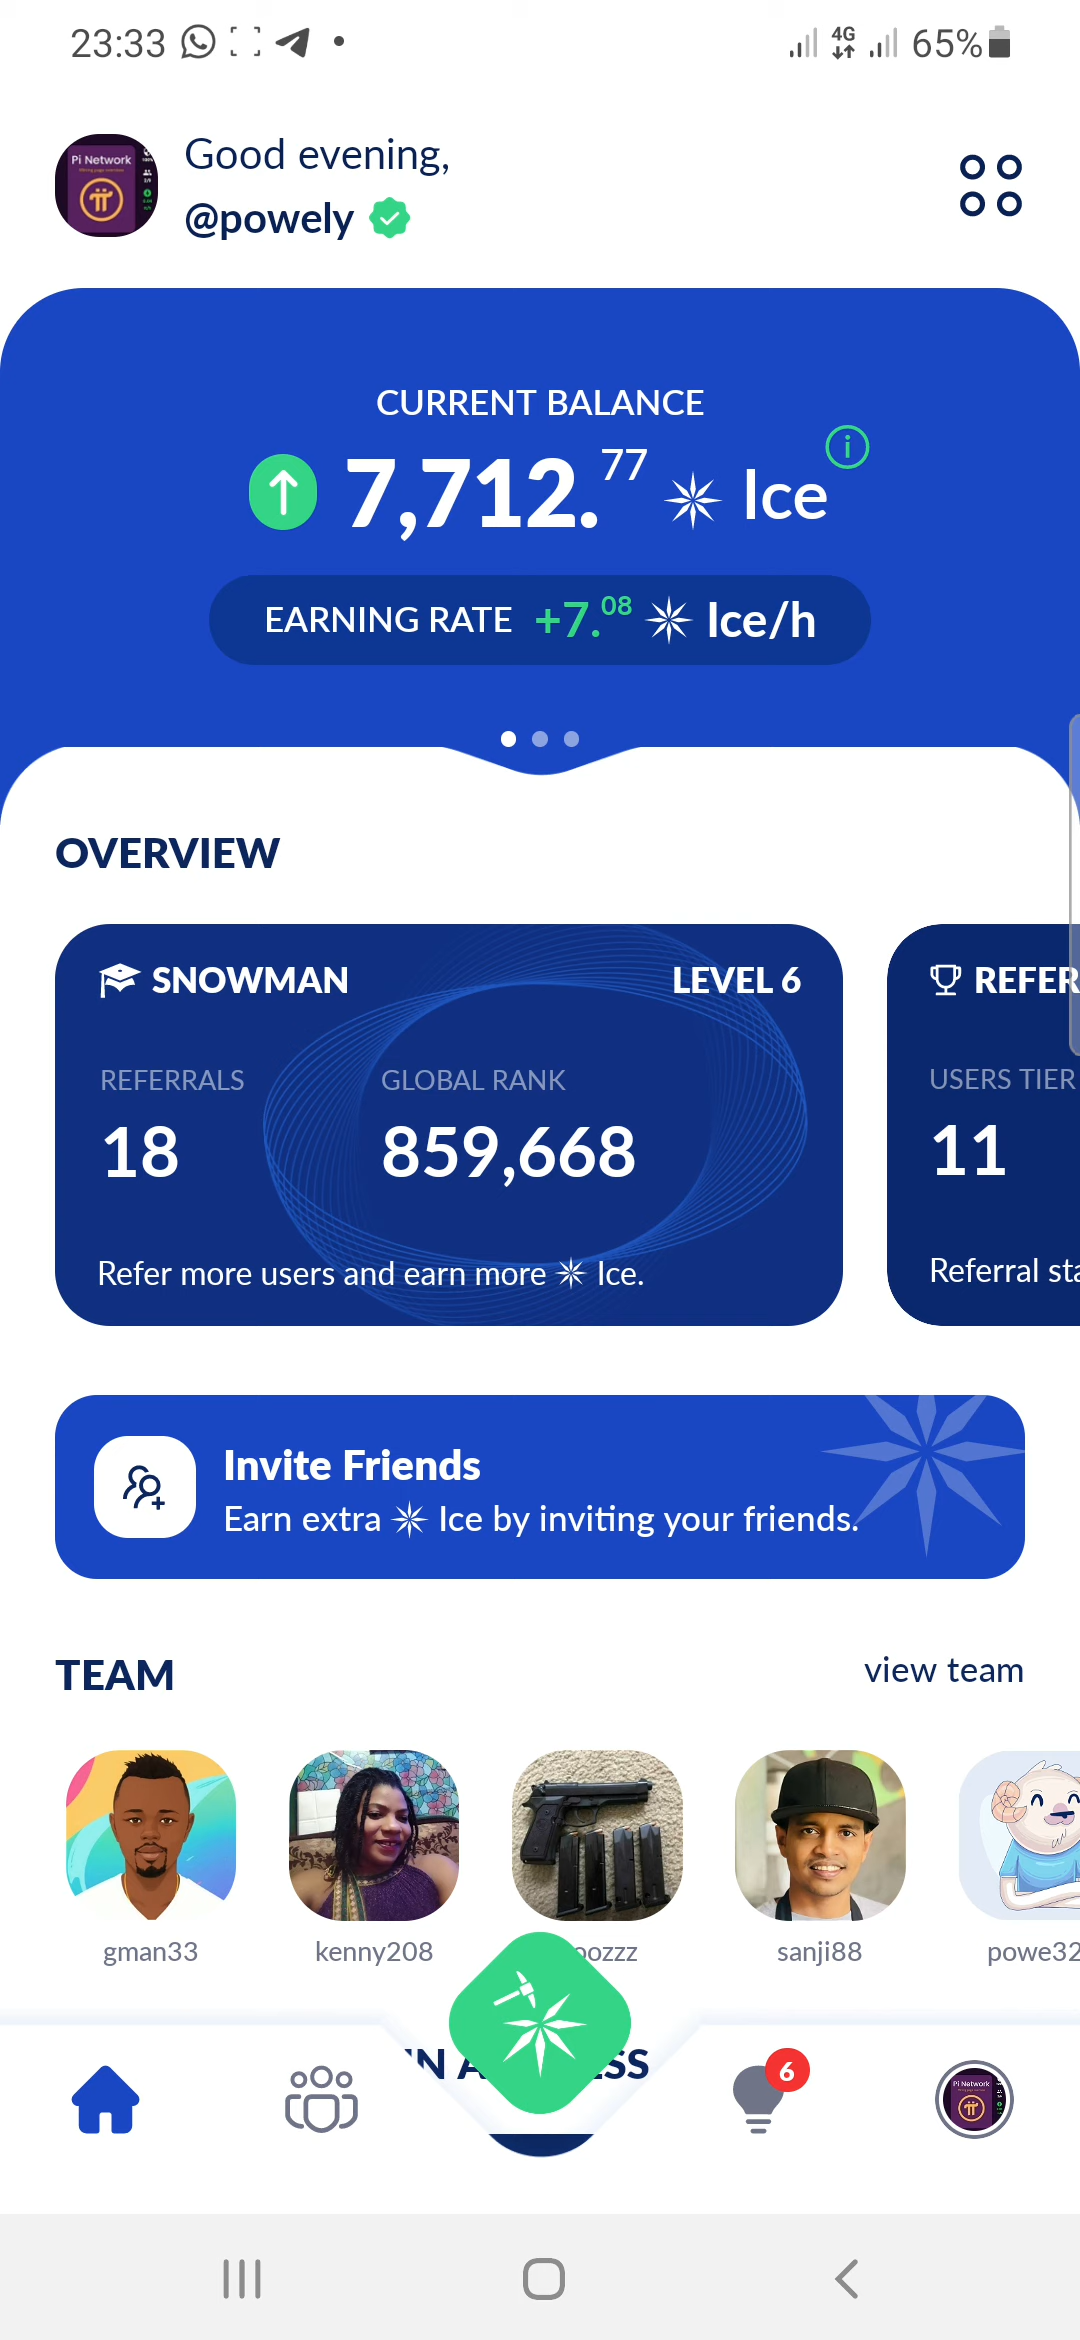 23:33
4G
65%
Good evening,
@powely
Pi Network
CURRENT BALANCE
7,712.77 Ice
EARNING RATE +7.08 Ice/h
OVERVIEW
SNOWMAN LEVEL 6
REFERRALS GLOBAL RANK
18 859,668
Refer more users and earn more Ice.
REFER
USERS TIER
11
Referral sta
Invite Friends
Earn extra Ice by inviting your friends.
TEAM view team
gman33 kenny208 oozzz sanji88 powe32
6
Pi Network